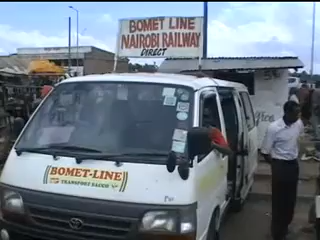 BOMET LINE
NAIROBI RAILWAY
DIRECT
BOMET-LINE
TRANSPORT SACCO